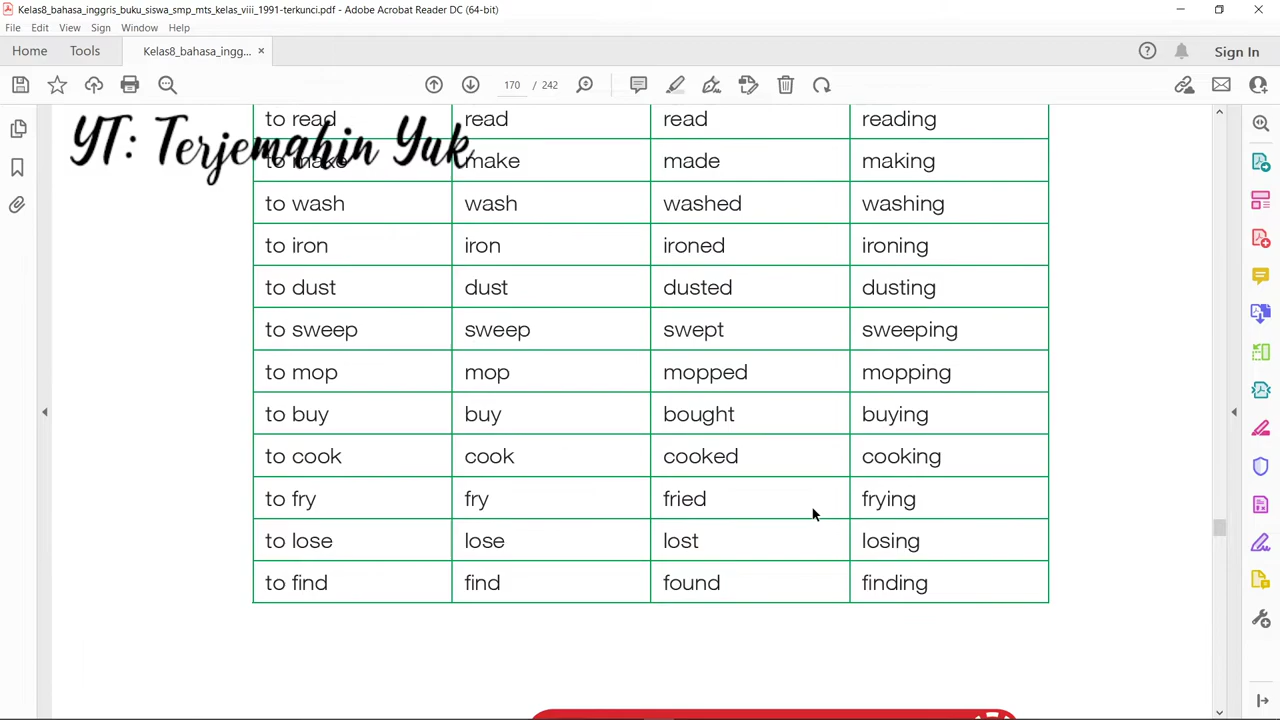 Kelas8_bahasa_inggris_buku_siswa_smp_mts_kelas_viii_1991-terkunci.pdf - Adobe Acrobat Reader DC (64-bit)
File Edit View Sign Window Help
Home Tools Kelas8_bahasa_ingg... × Sign In
170 / 242
YT: Terjemahin Yuk
to read read read reading
to make make made making
to wash wash washed washing
to iron iron ironed ironing
to dust dust dusted dusting
to sweep sweep swept sweeping
to mop mop mopped mopping
to buy buy bought buying
to cook cook cooked cooking
to fry fry fried frying
to lose lose lost losing
to find find found finding